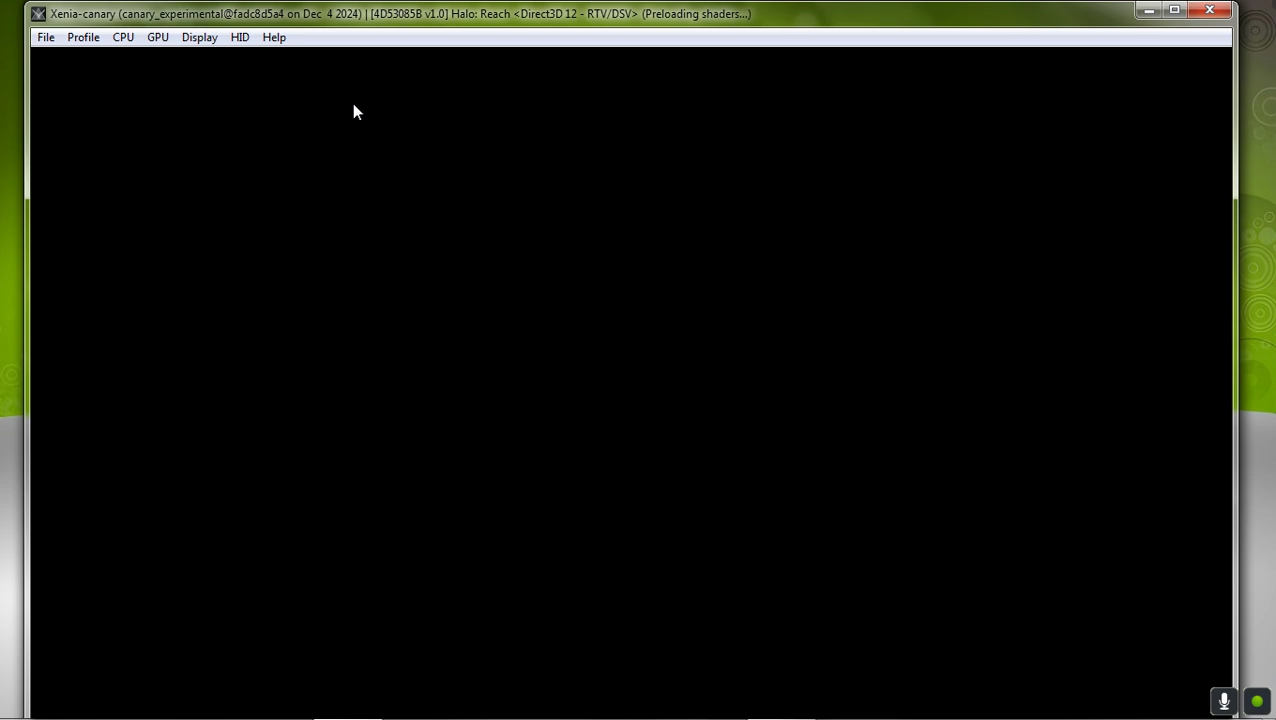 Xenia-canary (canary_experimental@fadc8d5a4 on Dec 4 2024) | [4D53085B v1.0] Halo: Reach <Direct3D 12 - RTV/DSV> (Preloading shaders...)
File Profile CPU GPU Display HID Help